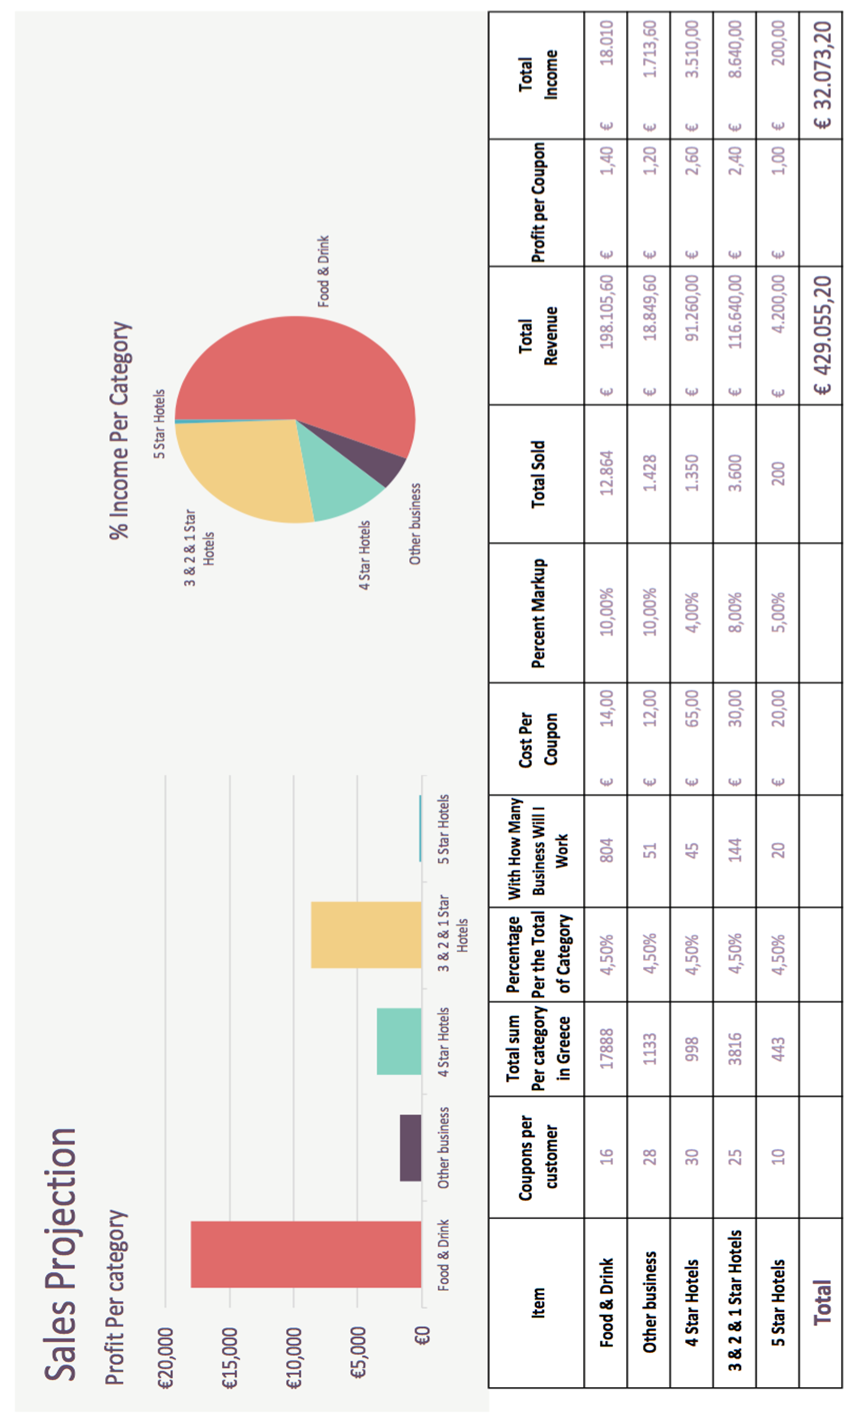 Sales Projection
Profit Per category
€20,000
€15,000
€10,000
€5,000
€0
Food & Drink
Other business
4 Star Hotels
3 & 2 & 1 Star
Hotels
5 Star Hotels
% Income Per Category
5 Star Hotels
3 & 2 & 1 Star
Hotels
4 Star Hotels
Other business
Food & Drink
Item
Coupons per
customer
Total sum
Per category
in Greece
Percentage
Per the Total
of Category
With How Many
Business Will I
Work
Cost Per
Coupon
Percent Markup
Total Sold
Total
Revenue
Profit per Coupon
Total
Income
Food & Drink 16 17888 4,50% 804 € 14,00 10,00% 12.864 € 198.105,60 € 1,40 € 18.010
Other business 28 1133 4,50% 51 € 12,00 10,00% 1.428 € 18.849,60 € 1,20 € 1.713,60
4 Star Hotels 30 998 4,50% 45 € 65,00 4,00% 1.350 € 91.260,00 € 2,60 € 3.510,00
3 & 2 & 1 Star Hotels 25 3816 4,50% 144 € 30,00 8,00% 3.600 € 116.640,00 € 2,40 € 8.640,00
5 Star Hotels 10 443 4,50% 20 € 20,00 5,00% 200 € 4.200,00 € 1,00 € 200,00
Total € 429.055,20 € 32.073,20